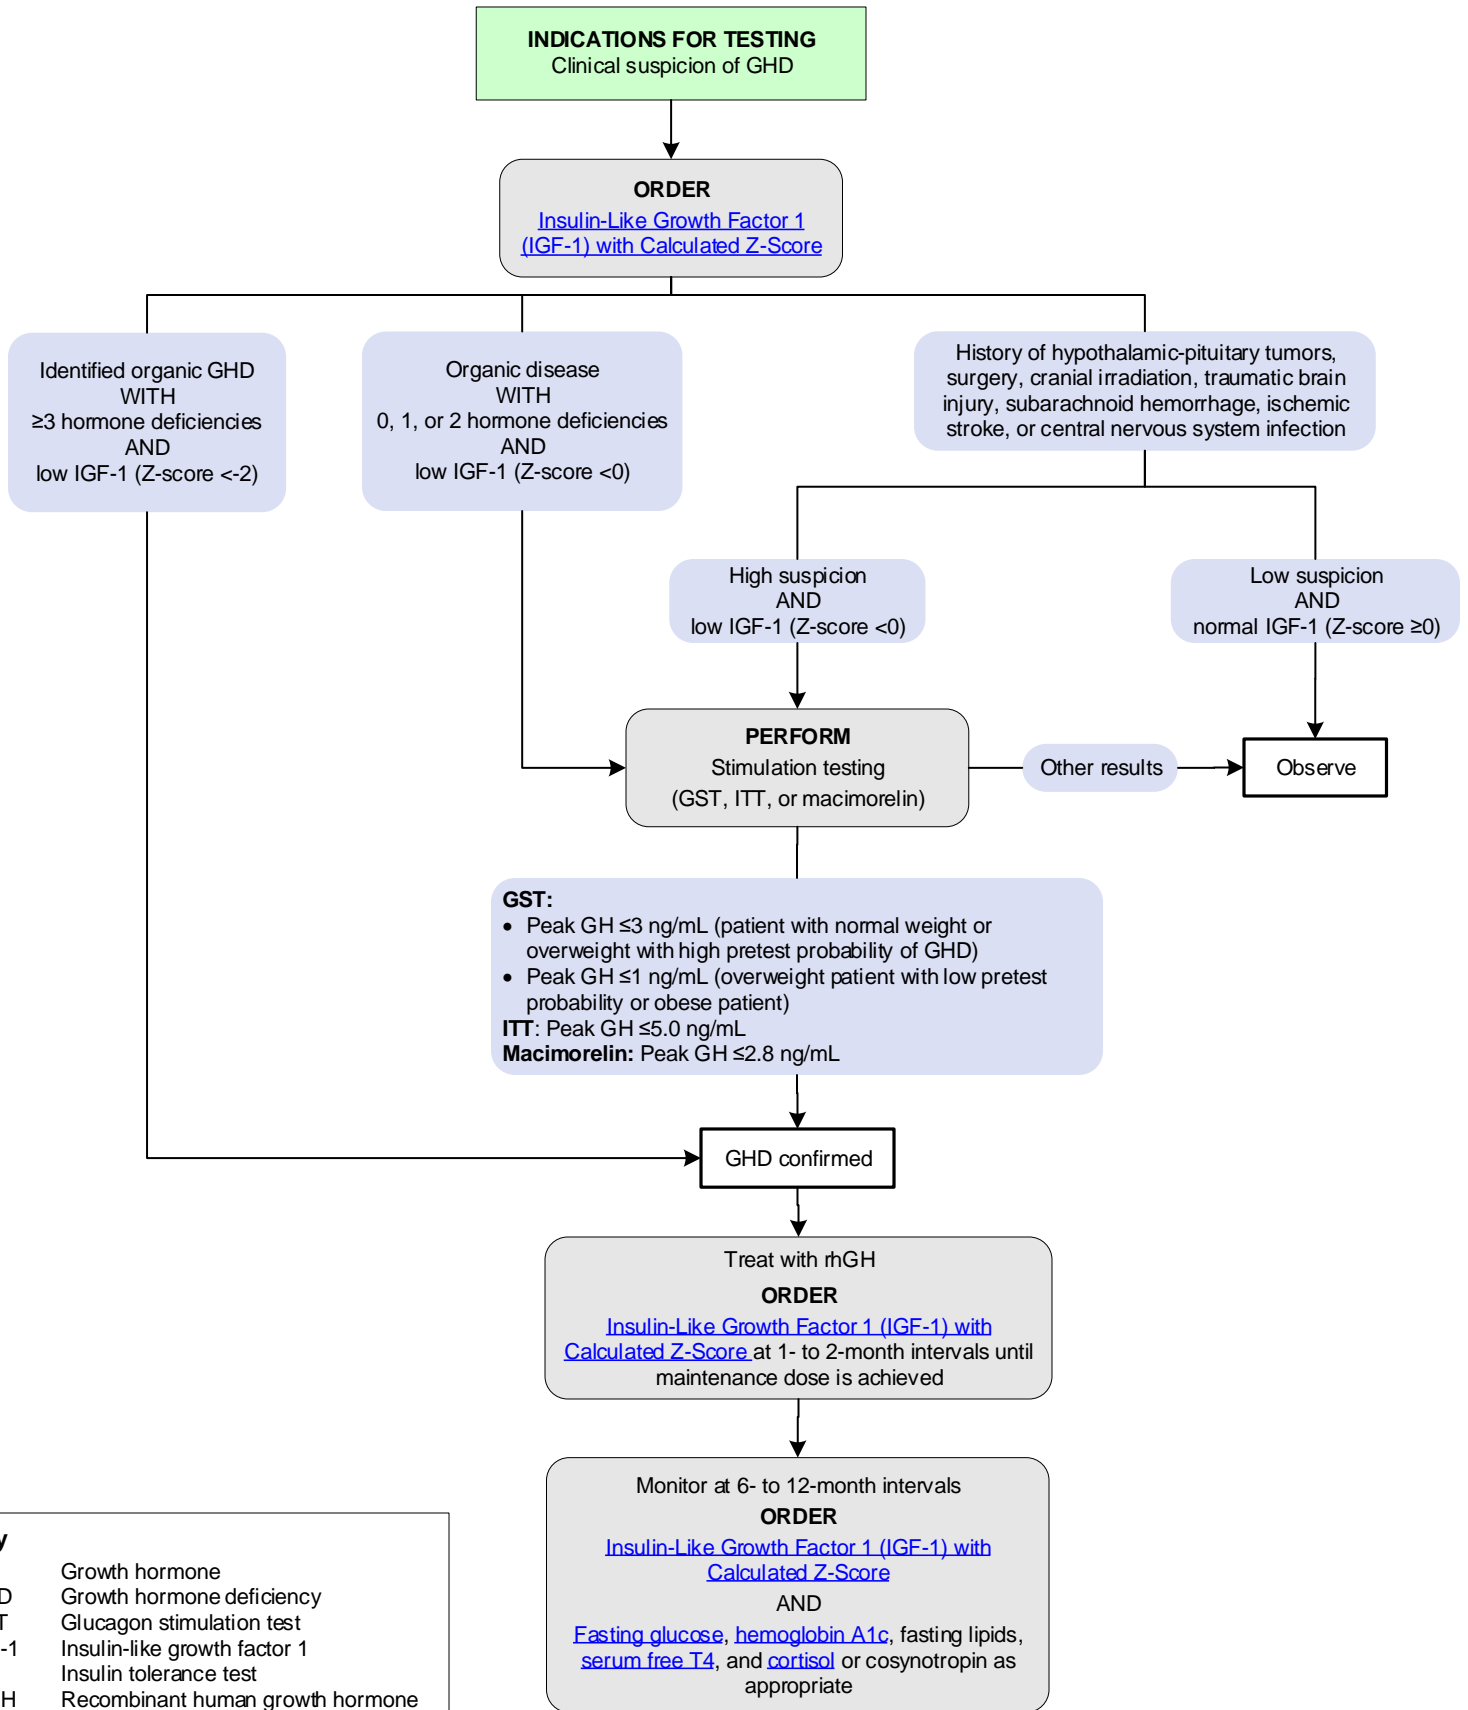 INDICATIONS FOR TESTING
Clinical suspicion of GHD
ORDER
Insulin-Like Growth Factor 1
(IGF-1) with Calculated Z-Score
Identified organic GHD
WITH
≥3 hormone deficiencies
AND
low IGF-1 (Z-score <-2)
Organic disease
WITH
0, 1, or 2 hormone deficiencies
AND
low IGF-1 (Z-score <0)
History of hypothalamic-pituitary tumors,
surgery, cranial irradiation, traumatic brain
injury, subarachnoid hemorrhage, ischemic
stroke, or central nervous system infection
High suspicion
AND
low IGF-1 (Z-score <0)
Low suspicion
AND
normal IGF-1 (Z-score ≥0)
PERFORM
Stimulation testing
(GST, ITT, or macimorelin)
Other results
Observe
GST:
• Peak GH ≤3 ng/mL (patient with normal weight or
overweight with high pretest probability of GHD)
• Peak GH ≤1 ng/mL (overweight patient with low pretest
probability or obese patient)
ITT: Peak GH ≤5.0 ng/mL
Macimorelin: Peak GH ≤2.8 ng/mL
GHD confirmed
Treat with rhGH
ORDER
Insulin-Like Growth Factor 1 (IGF-1) with
Calculated Z-Score at 1- to 2-month intervals until
maintenance dose is achieved
Monitor at 6- to 12-month intervals
ORDER
Insulin-Like Growth Factor 1 (IGF-1) with
Calculated Z-Score
AND
Fasting glucose, hemoglobin A1c, fasting lipids,
serum free T4, and cortisol or cosynotropin as
appropriate
y
Growth hormone
D Growth hormone deficiency
T Glucagon stimulation test
-1 Insulin-like growth factor 1
Insulin tolerance test
H Recombinant human growth hormone